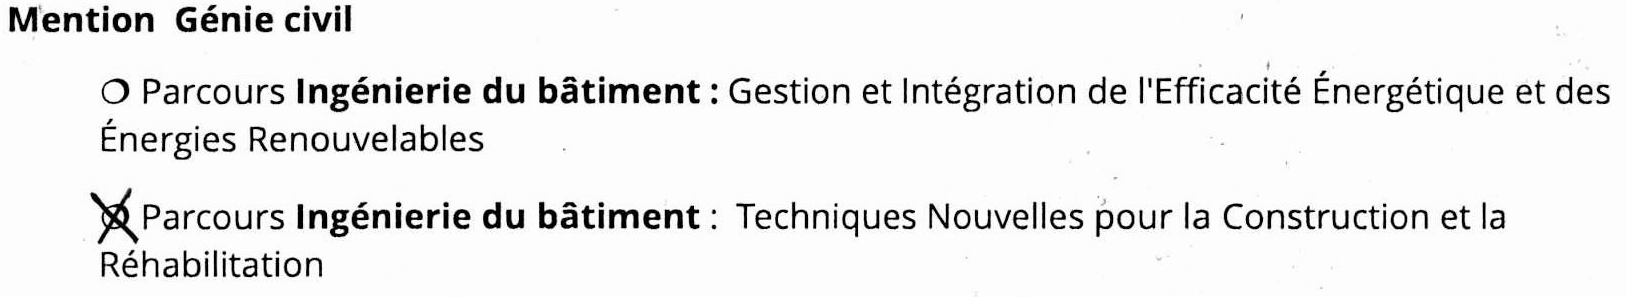 Mention Génie civil
O Parcours Ingénierie du bâtiment : Gestion et Intégration de l'Efficacité Énergétique et des
Énergies Renouvelables
Parcours Ingénierie du bâtiment : Techniques Nouvelles pour la Construction et la
Réhabilitation